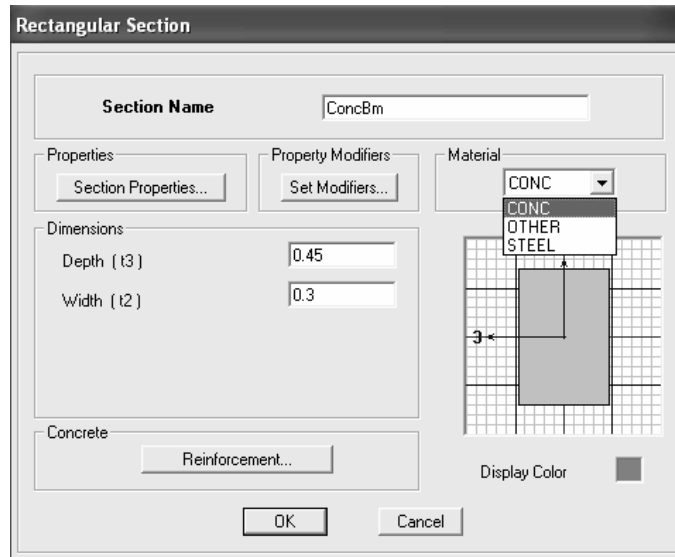 Rectangular Section
Section Name
ConcBm
Properties
Section Properties...
Property Modifiers
Set Modifiers...
Material
CONC
CONC
OTHER
STEEL
Dimensions
Depth ( t3 )
0.45
Width ( t2 )
0.3
3
Concrete
Reinforcement...
Display Color
OK
Cancel